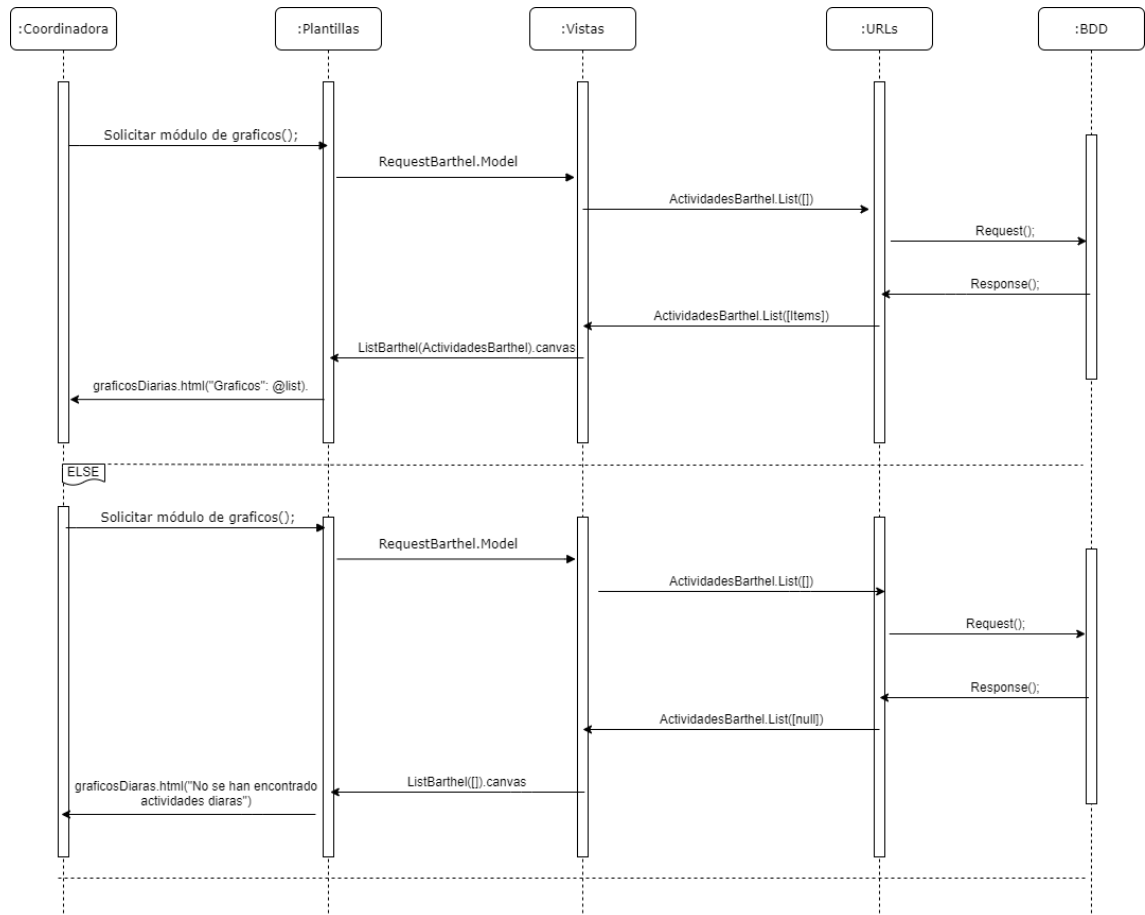 :Coordinadora
:Plantillas
:Vistas
:URLs
:BDD
Solicitar módulo de graficos();
RequestBarthel.Model
ActividadesBarthel.List([])
Request();
Response();
ActividadesBarthel.List([Items])
ListBarthel(ActividadesBarthel).canvas
graficosDiarias.html("Graficos": @list).
ELSE
Solicitar módulo de graficos();
RequestBarthel.Model
ActividadesBarthel.List([])
Request();
Response();
ActividadesBarthel.List([null])
ListBarthel([]).canvas
graficosDiaras.html("No se han encontrado
actividades diaras")